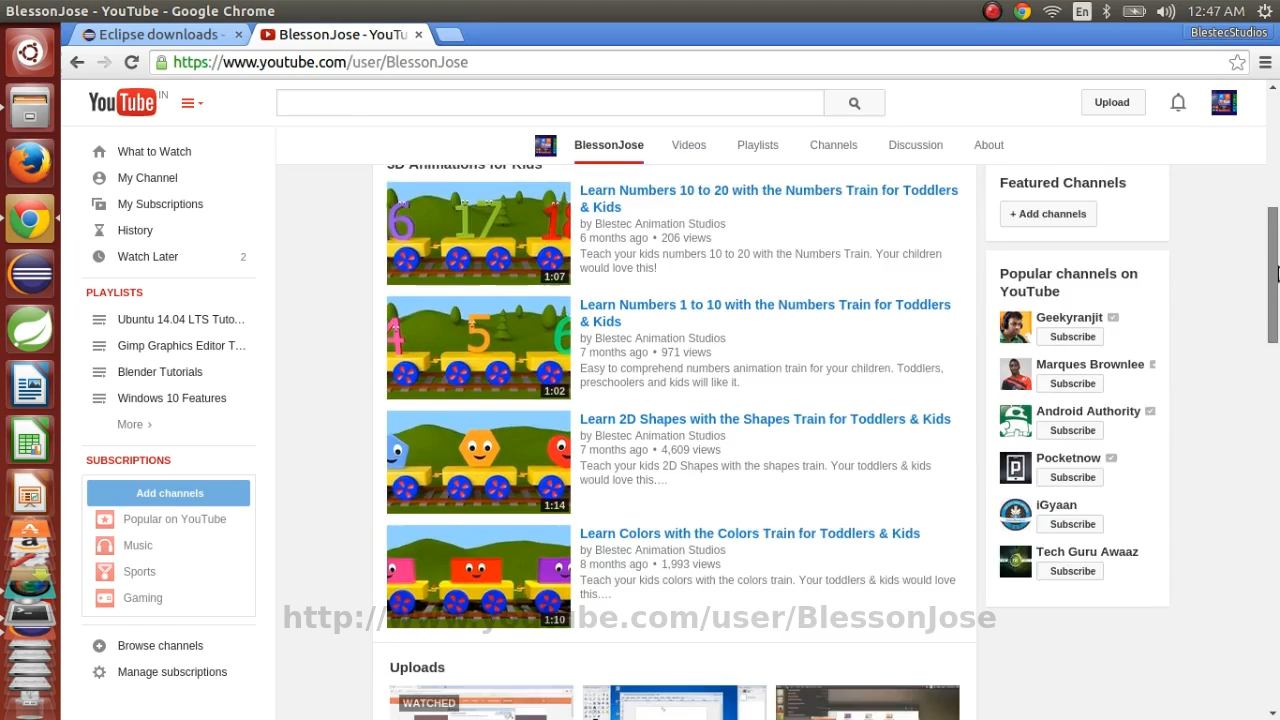 BlessonJose - YouTube - Google Chrome
En
12:47 AM
Eclipse downloads -
BlessonJose - YouTu
BlestecStudios
https://www.youtube.com/user/BlessonJose
YouTube IN
Upload
BlessonJose
Videos
Playlists
Channels
Discussion
About
What to Watch
My Channel
My Subscriptions
History
Watch Later 2
PLAYLISTS
Ubuntu 14.04 LTS Tuto...
Gimp Graphics Editor T...
Blender Tutorials
Windows 10 Features
More ›
SUBSCRIPTIONS
Add channels
Popular on YouTube
Music
Sports
Gaming
Browse channels
Manage subscriptions
3D Animations for Kids
6 17 18
1:07
Learn Numbers 10 to 20 with the Numbers Train for Toddlers
& Kids
by Blestec Animation Studios
6 months ago • 206 views
Teach your kids numbers 10 to 20 with the Numbers Train. Your children
would love this!
4 5 6
1:02
Learn Numbers 1 to 10 with the Numbers Train for Toddlers
& Kids
by Blestec Animation Studios
7 months ago • 971 views
Easy to comprehend numbers animation train for your children. Toddlers,
preschoolers and kids will like it.
1:14
Learn 2D Shapes with the Shapes Train for Toddlers & Kids
by Blestec Animation Studios
7 months ago • 4,609 views
Teach your kids 2D Shapes with the shapes train. Your toddlers & kids
would love this....
1:10
Learn Colors with the Colors Train for Toddlers & Kids
by Blestec Animation Studios
8 months ago • 1,993 views
Teach your kids colors with the colors train. Your toddlers & kids would love
this....
Uploads
WATCHED
Featured Channels
+ Add channels
Popular channels on
YouTube
Geekyranjit
Subscribe
Marques Brownlee
Subscribe
Android Authority
Subscribe
Pocketnow
Subscribe
iGyaan
Subscribe
Tech Guru Awaaz
Subscribe